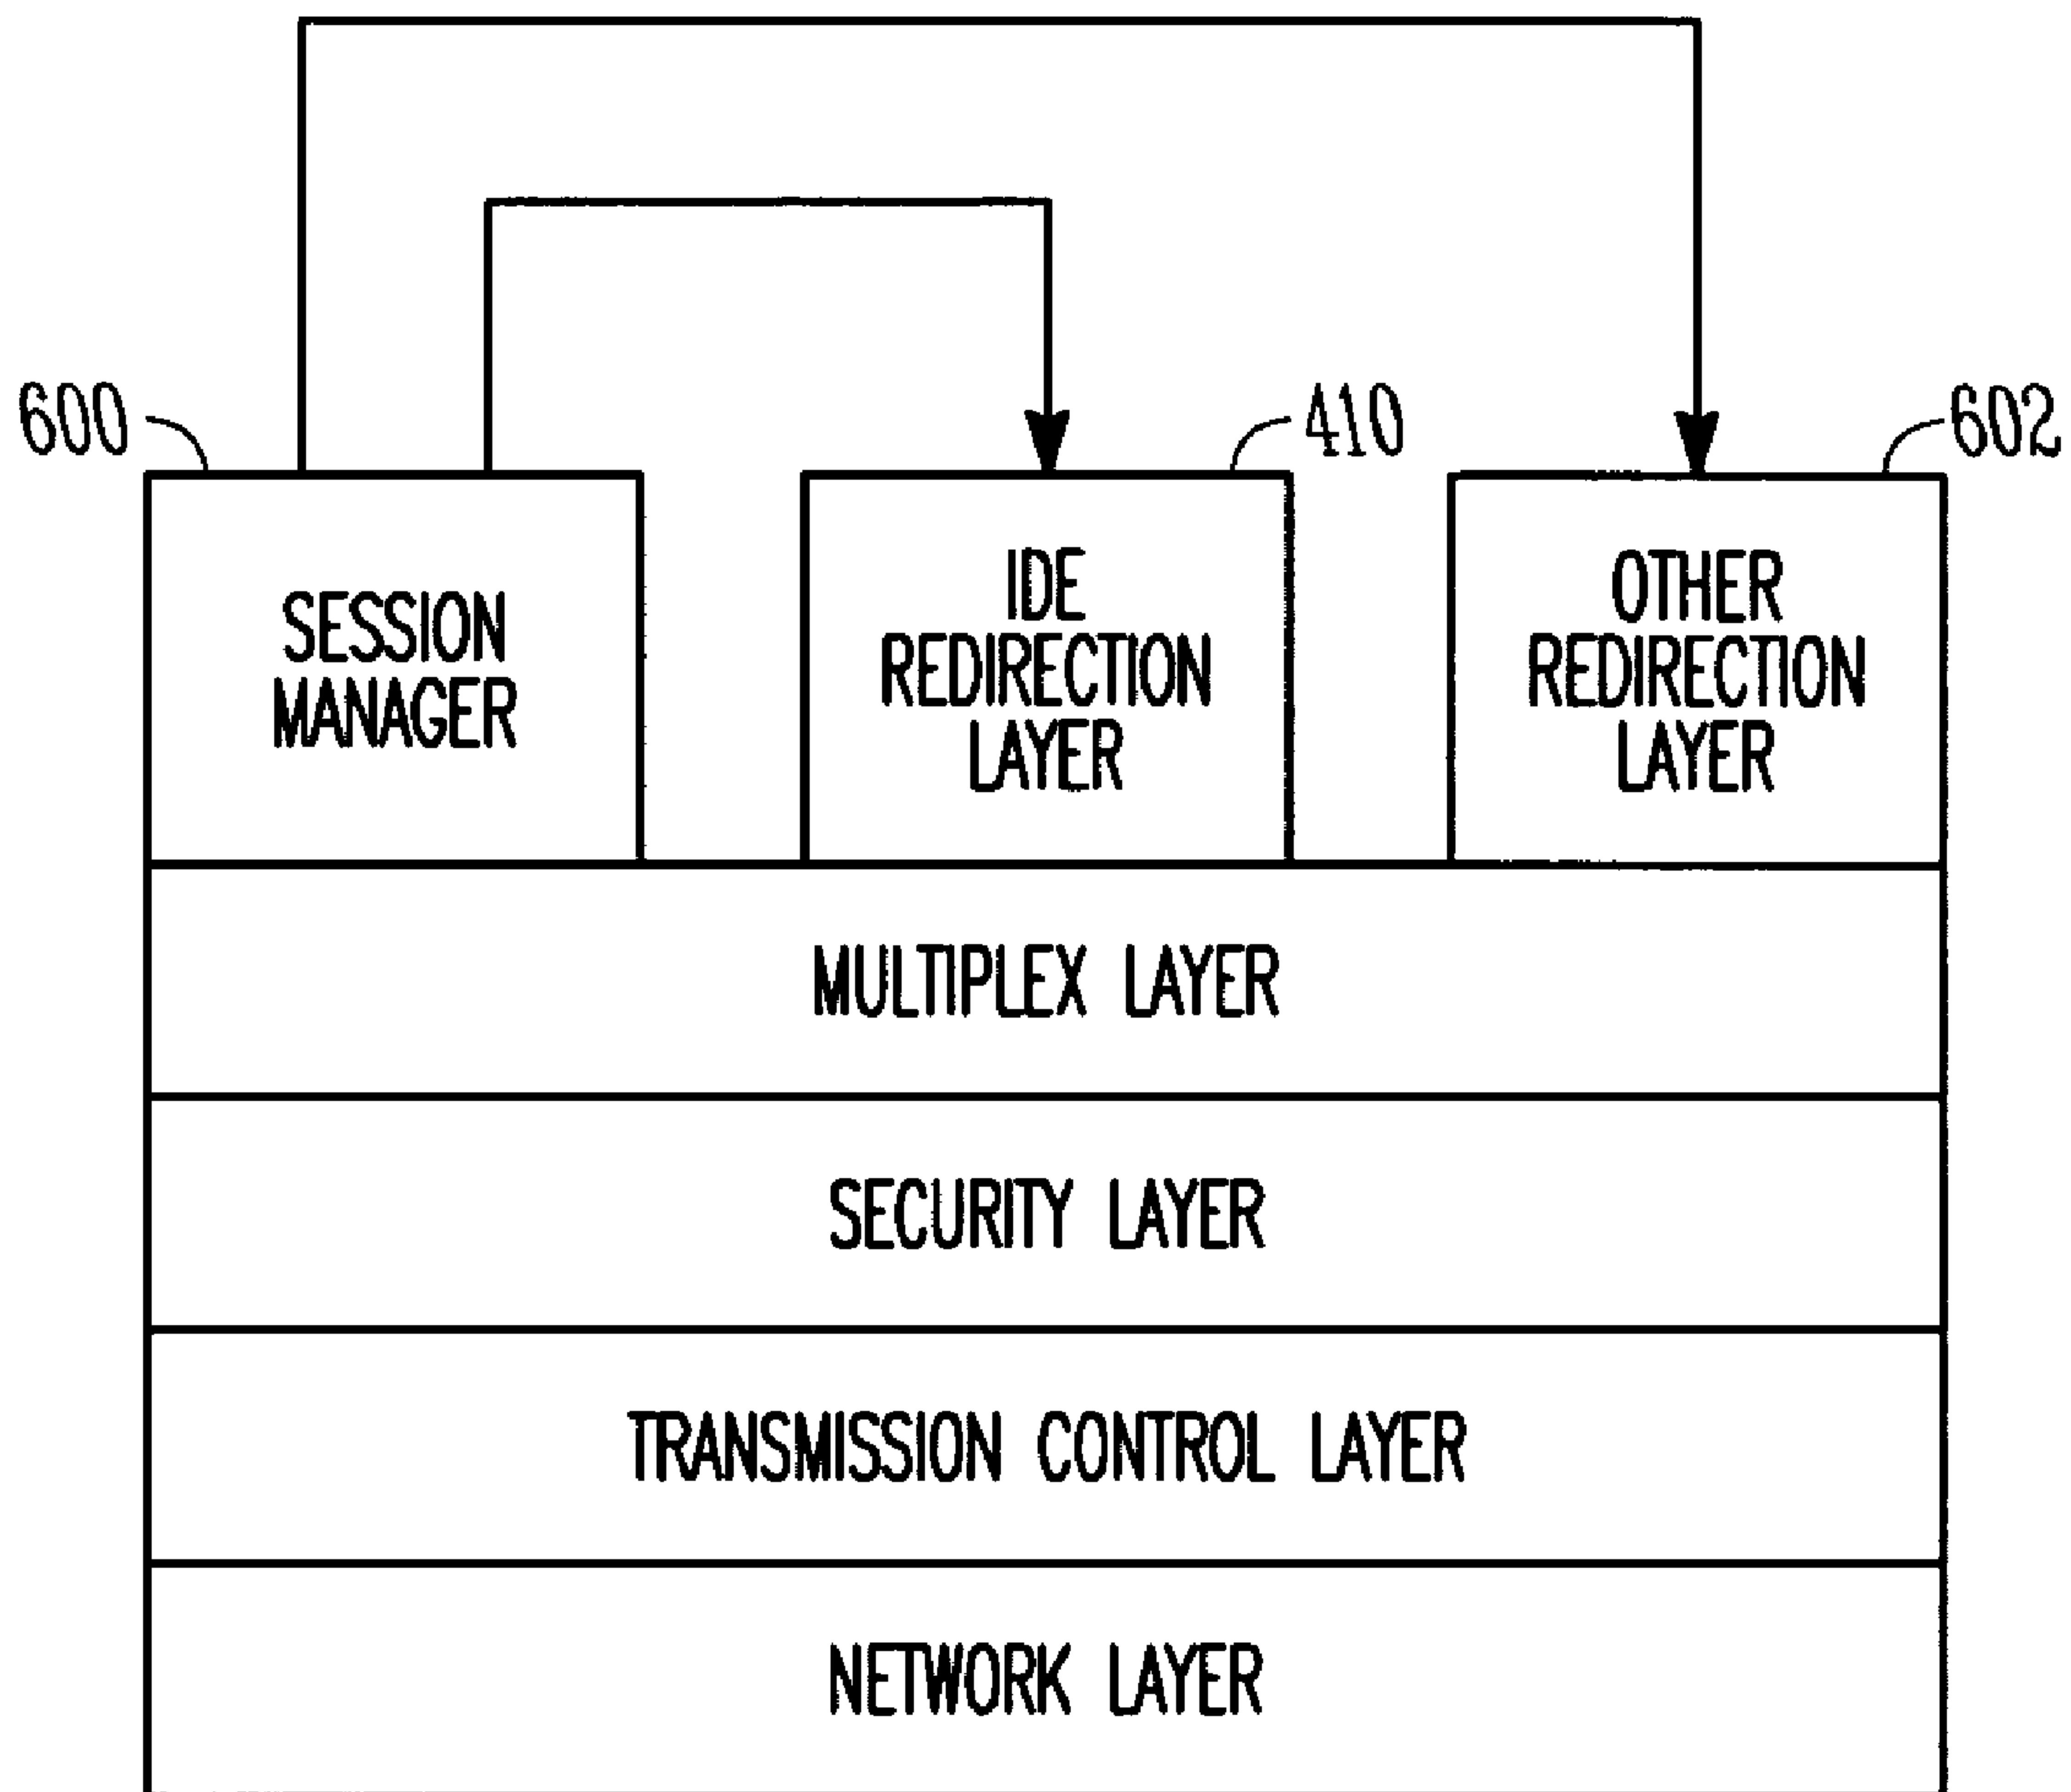 600
410
602
SESSION
MANAGER
IDE
REDIRECTION
LAYER
OTHER
REDIRECTION
LAYER
MULTIPLEX LAYER
SECURITY LAYER
TRANSMISSION CONTROL LAYER
NETWORK LAYER